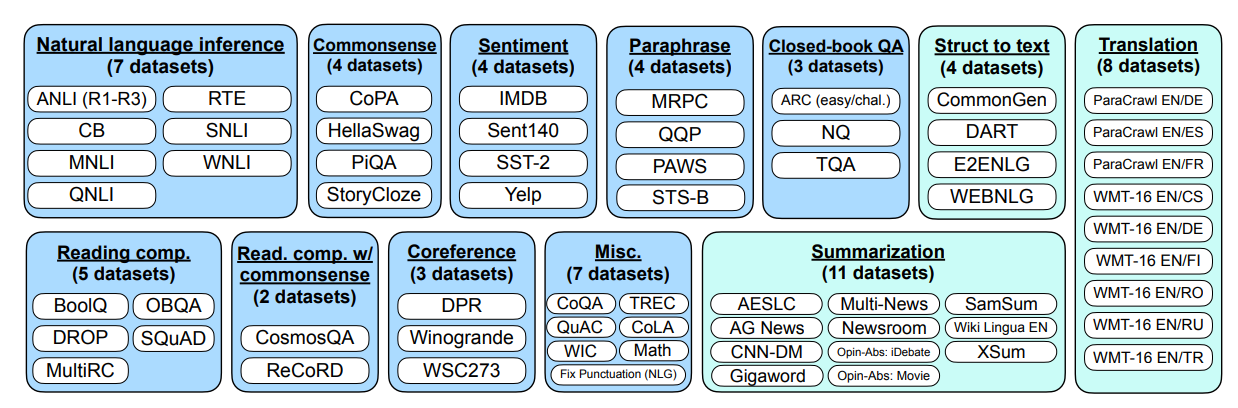 Natural language inference
(7 datasets)
ANLI (R1-R3)
RTE
CB
SNLI
MNLI
WNLI
QNLI
Commonsense
(4 datasets)
CoPA
HellaSwag
PiQA
StoryCloze
Sentiment
(4 datasets)
IMDB
Sent140
SST-2
Yelp
Paraphrase
(4 datasets)
MRPC
QQP
PAWS
STS-B
Closed-book QA
(3 datasets)
ARC (easy/chal.)
NQ
TQA
Struct to text
(4 datasets)
CommonGen
DART
E2ENLG
WEBNLG
Translation
(8 datasets)
ParaCrawl EN/DE
ParaCrawl EN/ES
ParaCrawl EN/FR
WMT-16 EN/CS
WMT-16 EN/DE
WMT-16 EN/FI
WMT-16 EN/RO
WMT-16 EN/RU
WMT-16 EN/TR
Reading comp.
(5 datasets)
BoolQ
OBQA
DROP
SQuAD
MultiRC
Read. comp. w/
commonsense
(2 datasets)
CosmosQA
ReCoRD
Coreference
(3 datasets)
DPR
Winogrande
WSC273
Misc.
(7 datasets)
CoQA
TREC
QuAC
CoLA
WIC
Math
Fix Punctuation (NLG)
Summarization
(11 datasets)
AESLC
Multi-News
SamSum
AG News
Newsroom
Wiki Lingua EN
CNN-DM
Opin-Abs: iDebate
XSum
Gigaword
Opin-Abs: Movie